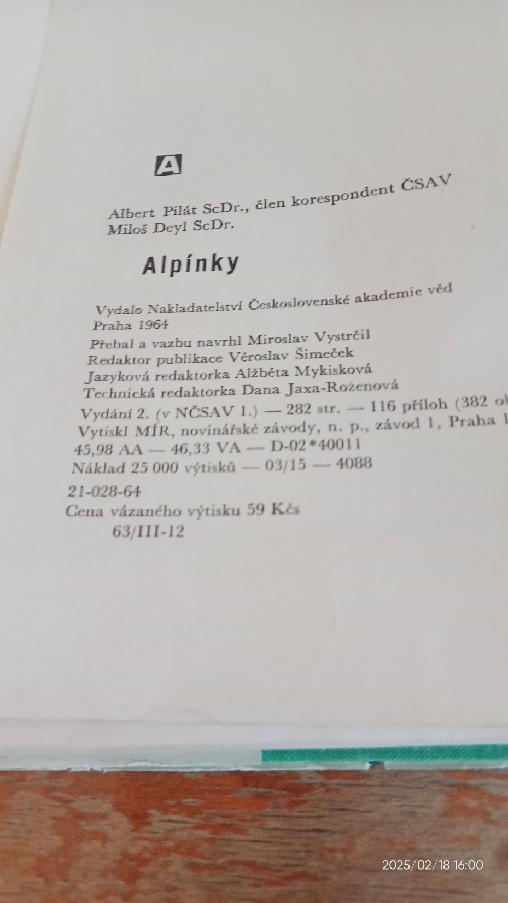 A
Albert Pilát ScDr., člen korespondent ČSAV
Miloš Deyl ScDr.
Alpínky
Vydalo Nakladatelství Československé akademie věd
Praha 1964
Přebal a vazbu navrhl Miroslav Vystrčil
Redaktor publikace Věroslav Šimeček
Jazyková redaktorka Alžběta Mykisková
Technická redaktorka Dana Jaxa-Roženová
Vydání 2. (v NČSAV 1.) — 282 str. — 116 příloh (382
Vytiskl MÍR, novinářské závody, n. p., závod 1, Praha
45,98 AA — 46,33 VA — D-02*40011
Náklad 25 000 výtisků — 03/15 — 4088
21-028-64
Cena vázaného výtisku 59 Kčs
63/III-12
2025/02/18 16:00